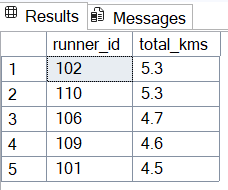 Results Messages
runner_id total_kms
1 102 5.3
2 110 5.3
3 106 4.7
4 109 4.6
5 101 4.5